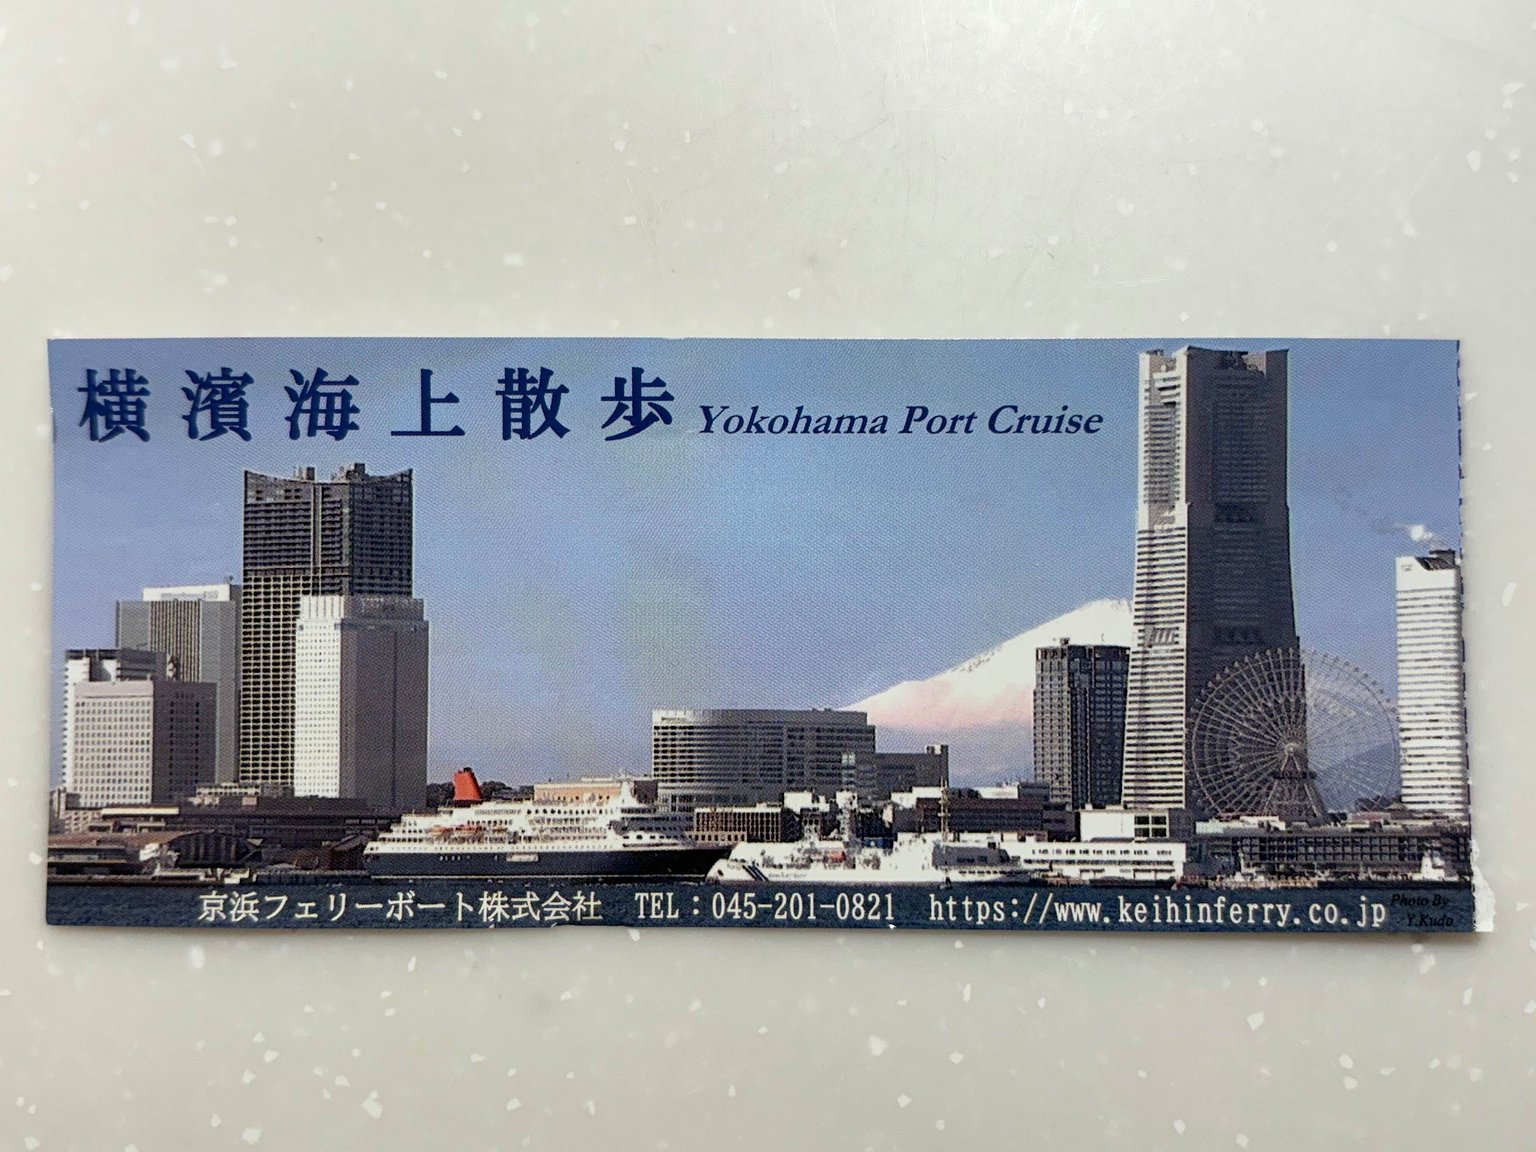 横濱海上散歩 Yokohama Port Cruise
京浜フェリーボート株式会社 TEL：045-201-0821 https://www.keihinferry.co.jp
Photo By
Y.Kudo